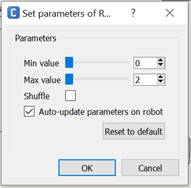 Set parameters of R...
Parameters
Min value 0
Max value 2
Shuffle
Auto-update parameters on robot
Reset to default
OK Cancel